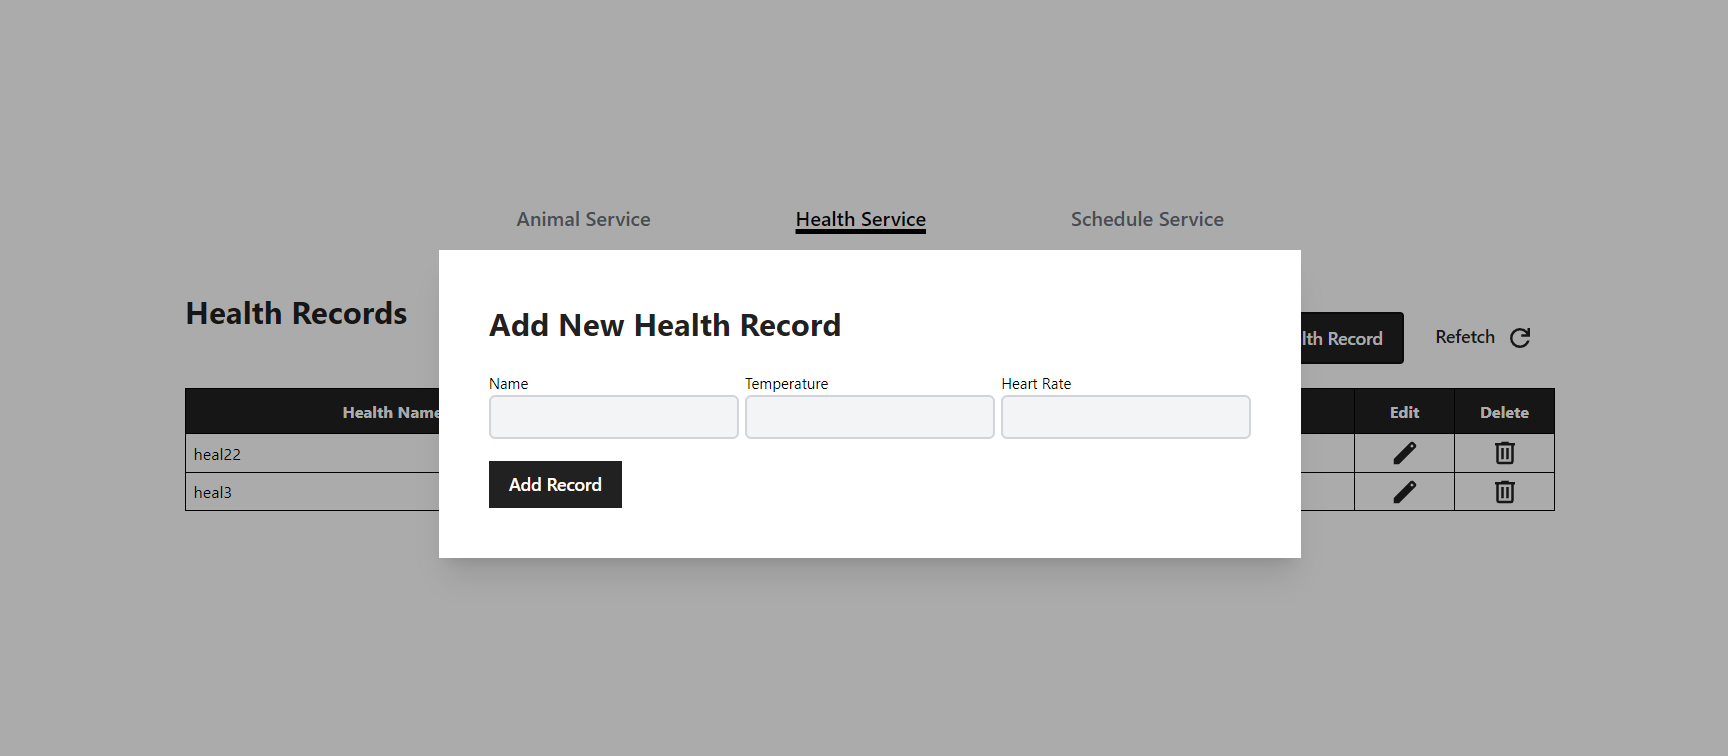 Animal Service
Health Service
Schedule Service
Health Records
lth Record
Refetch
Add New Health Record
Name
Temperature
Heart Rate
Add Record
Health Name
Edit
Delete
heal22
heal3